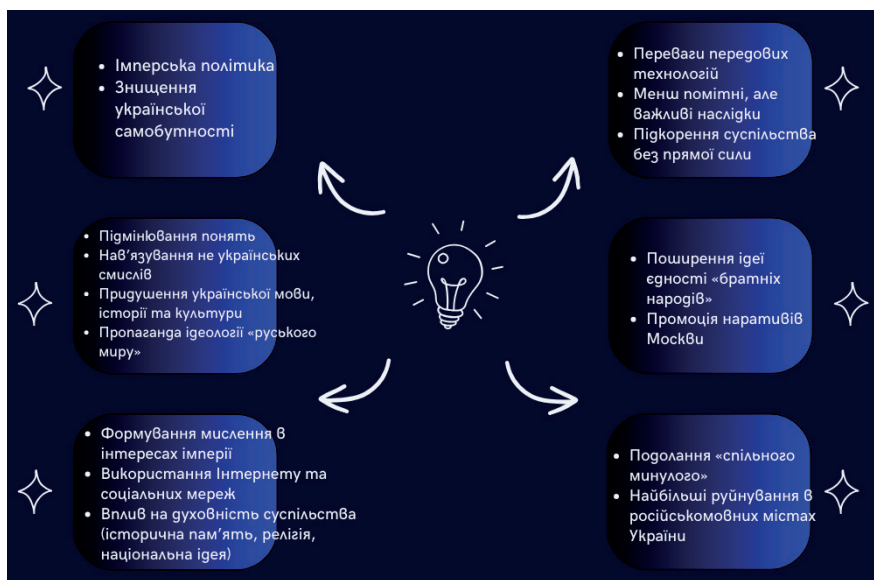 • Імперська політика
• Знищення
української
самобутності
• Підмінювання понять
• Нав'язування не українських
смислів
• Придушення української мови,
історії та культури
• Пропаганда ідеології «руського
миру»
• Формування мислення в
інтересах імперії
• Використання Інтернету та
соціальних мереж
• Вплив на духовність суспільства
(історична пам'ять, релігія,
національна ідея)
• Переваги передових
технологій
• Менш помітні, але
важливі наслідки
• Підкорення суспільства
без прямої сили
• Поширення ідеї
єдності «братніх
народів»
• Промоція наративів
Москви
• Подолання «спільного
минулого»
• Найбільші руйнування в
російськомовних містах
України